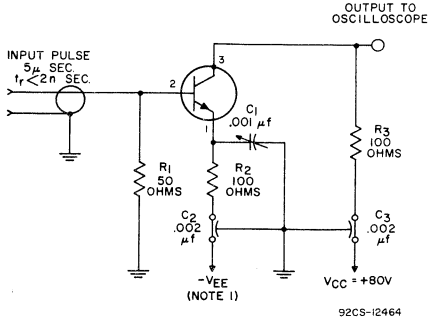 OUTPUT TO
OSCILLOSCOPE
INPUT PULSE
5μ SEC.
tr < 2n SEC.
3
2
1
C1
.001 μf
R1
50
OHMS
R2
100
OHMS
R3
100
OHMS
C2
.002
μf
C3
.002
μf
-VEE
(NOTE 1)
VCC = +80V
92CS-12464